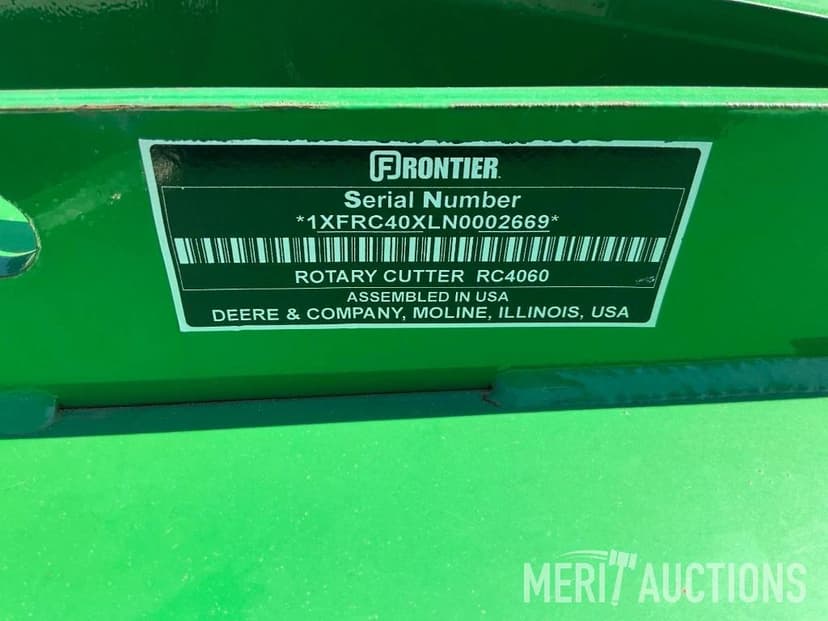 FRONTIER
Serial Number
*1XFRC40XLN0002669*
ROTARY CUTTER RC4060
ASSEMBLED IN USA
DEERE & COMPANY, MOLINE, ILLINOIS, USA
MERIT AUCTIONS